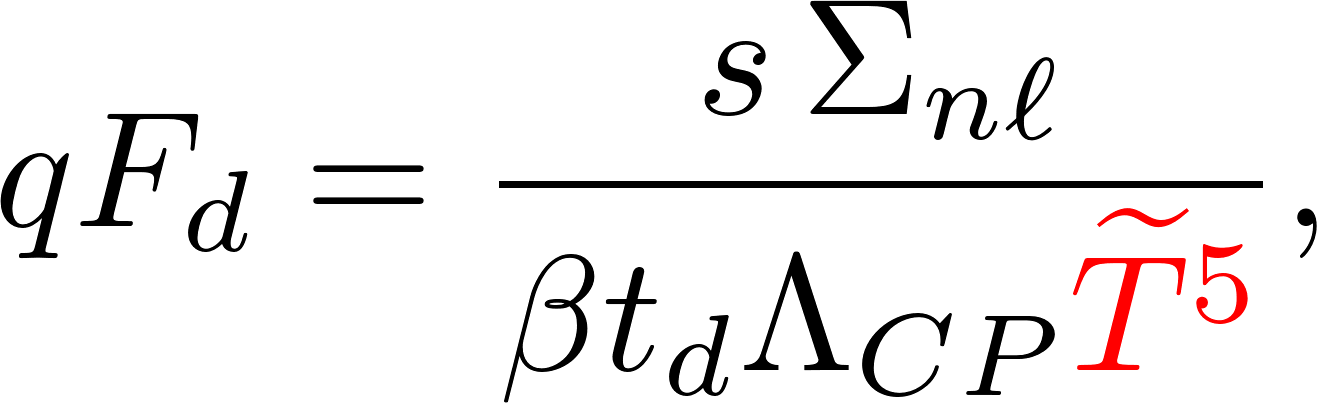 qF_d = \frac{s \, \Sigma_{n\ell}}{\beta t_d \Lambda_{CP} \widetilde{T}^5},